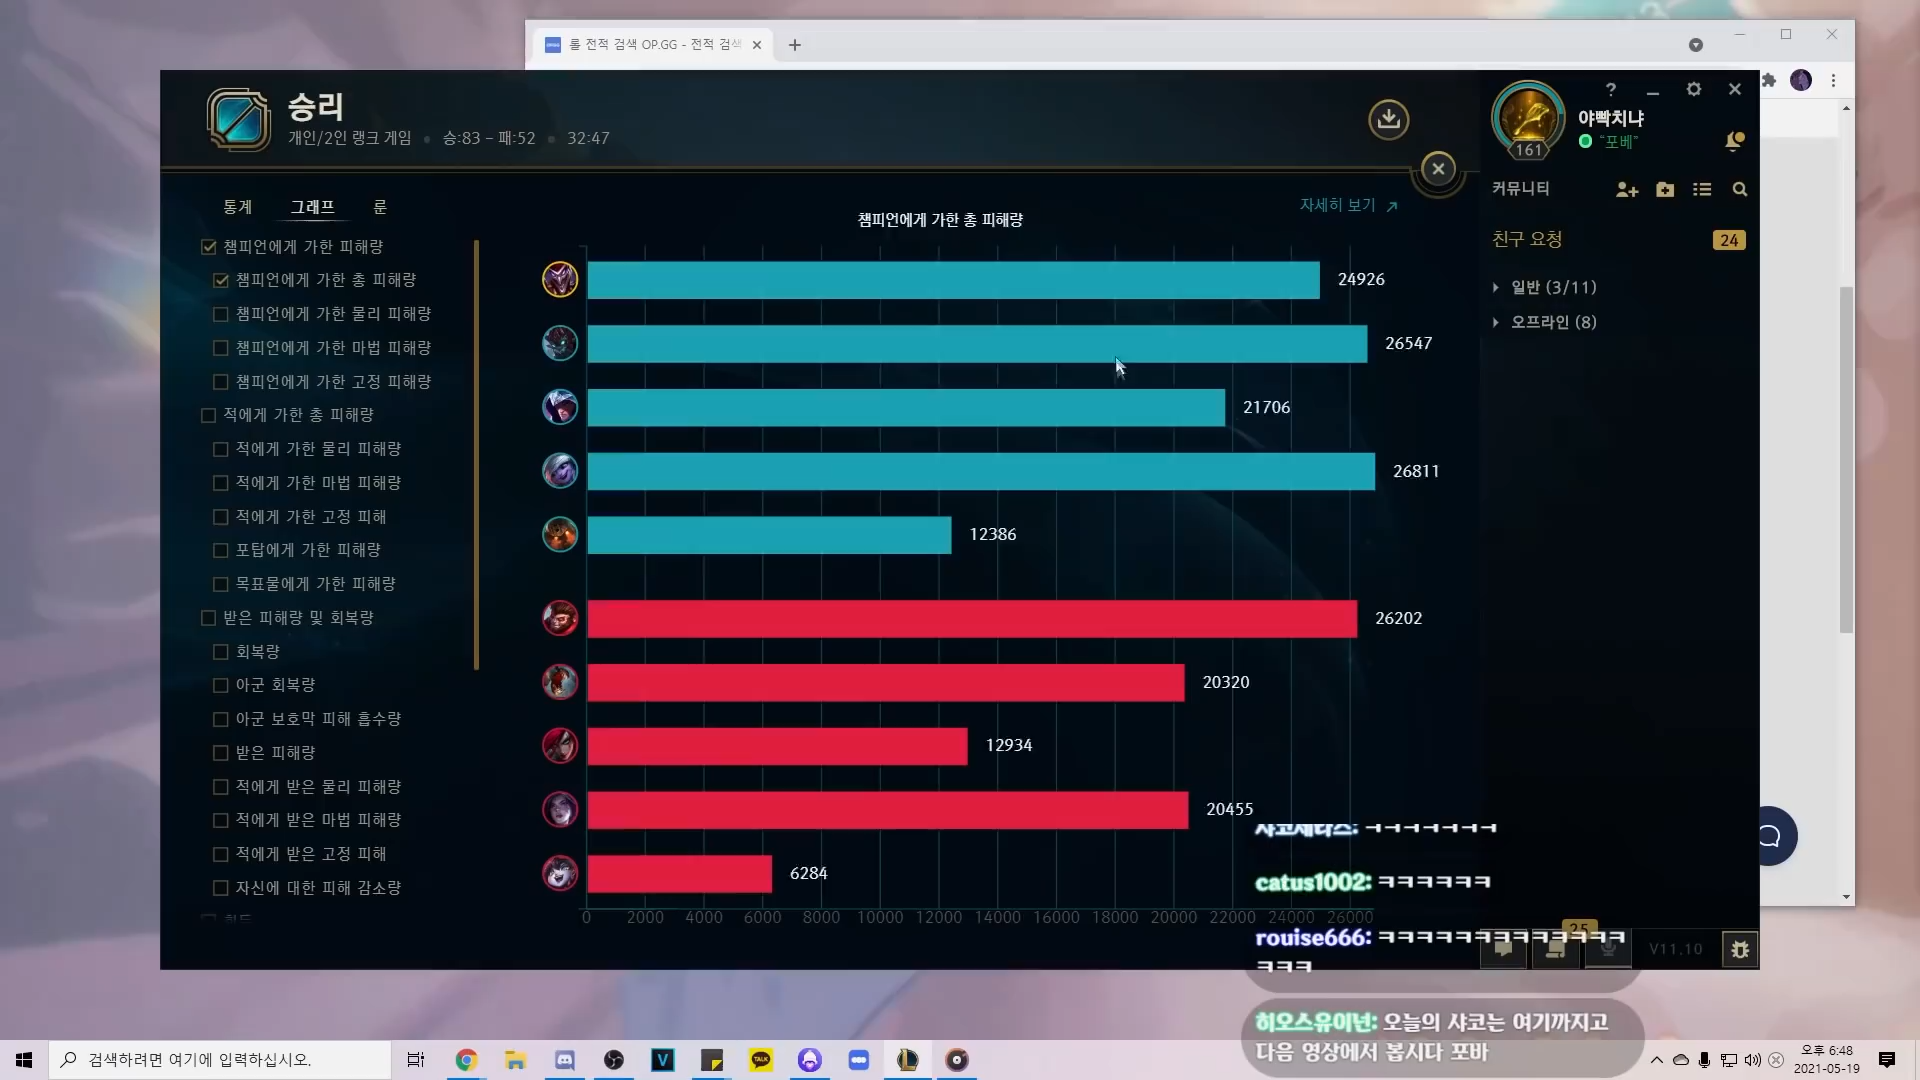 롤 전적 검색 OP.GG - 전적 검색
승리
개인/2인 랭크 게임 • 승:83 – 패:52 • 32:47
통계 그래프 룬
챔피언에게 가한 총 피해량
자세히 보기
챔피언에게 가한 피해량
챔피언에게 가한 총 피해량
챔피언에게 가한 물리 피해량
챔피언에게 가한 마법 피해량
챔피언에게 가한 고정 피해량
적에게 가한 총 피해량
적에게 가한 물리 피해량
적에게 가한 마법 피해량
적에게 가한 고정 피해
포탑에게 가한 피해량
목표물에게 가한 피해량
받은 피해량 및 회복량
회복량
아군 회복량
아군 보호막 피해 흡수량
받은 피해량
적에게 받은 물리 피해량
적에게 받은 마법 피해량
적에게 받은 고정 피해
자신에 대한 피해 감소량
24926
26547
21706
26811
12386
26202
20320
12934
20455
6284
0 2000 4000 6000 8000 10000 12000 14000 16000 18000 20000 22000 24000 26000
161
야빡치냐
“포베”
커뮤니티
친구 요청 24
일반 (3/11)
오프라인 (8)
25
V11.10
catus1002: ㅋㅋㅋㅋㅋㅋ
rouise666: ㅋㅋㅋㅋㅋㅋㅋㅋㅋㅋㅋㅋㅋ
ㅋㅋㅋ
히오스유이넌: 오늘의 샤코는 여기까지고
다음 영상에서 봅시다 포바
검색하려면 여기에 입력하십시오.
TALK
오후 6:48
2021-05-19